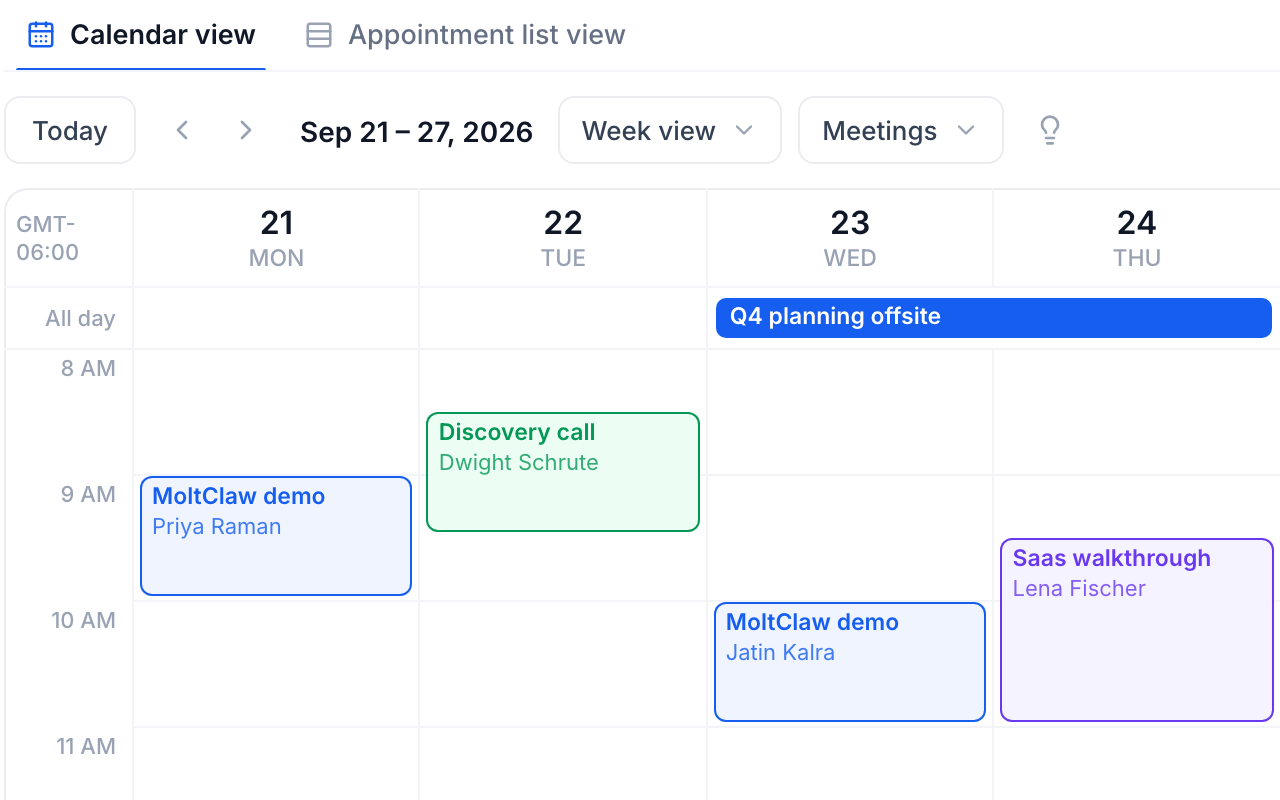 Calendar view
Appointment list view
Today
Sep 21 – 27, 2026
Week view
Meetings
GMT-
06:00
21
MON
22
TUE
23
WED
24
THU
All day
Q4 planning offsite
8 AM
Discovery call
Dwight Schrute
9 AM
MoltClaw demo
Priya Raman
Saas walkthrough
Lena Fischer
10 AM
MoltClaw demo
Jatin Kalra
11 AM